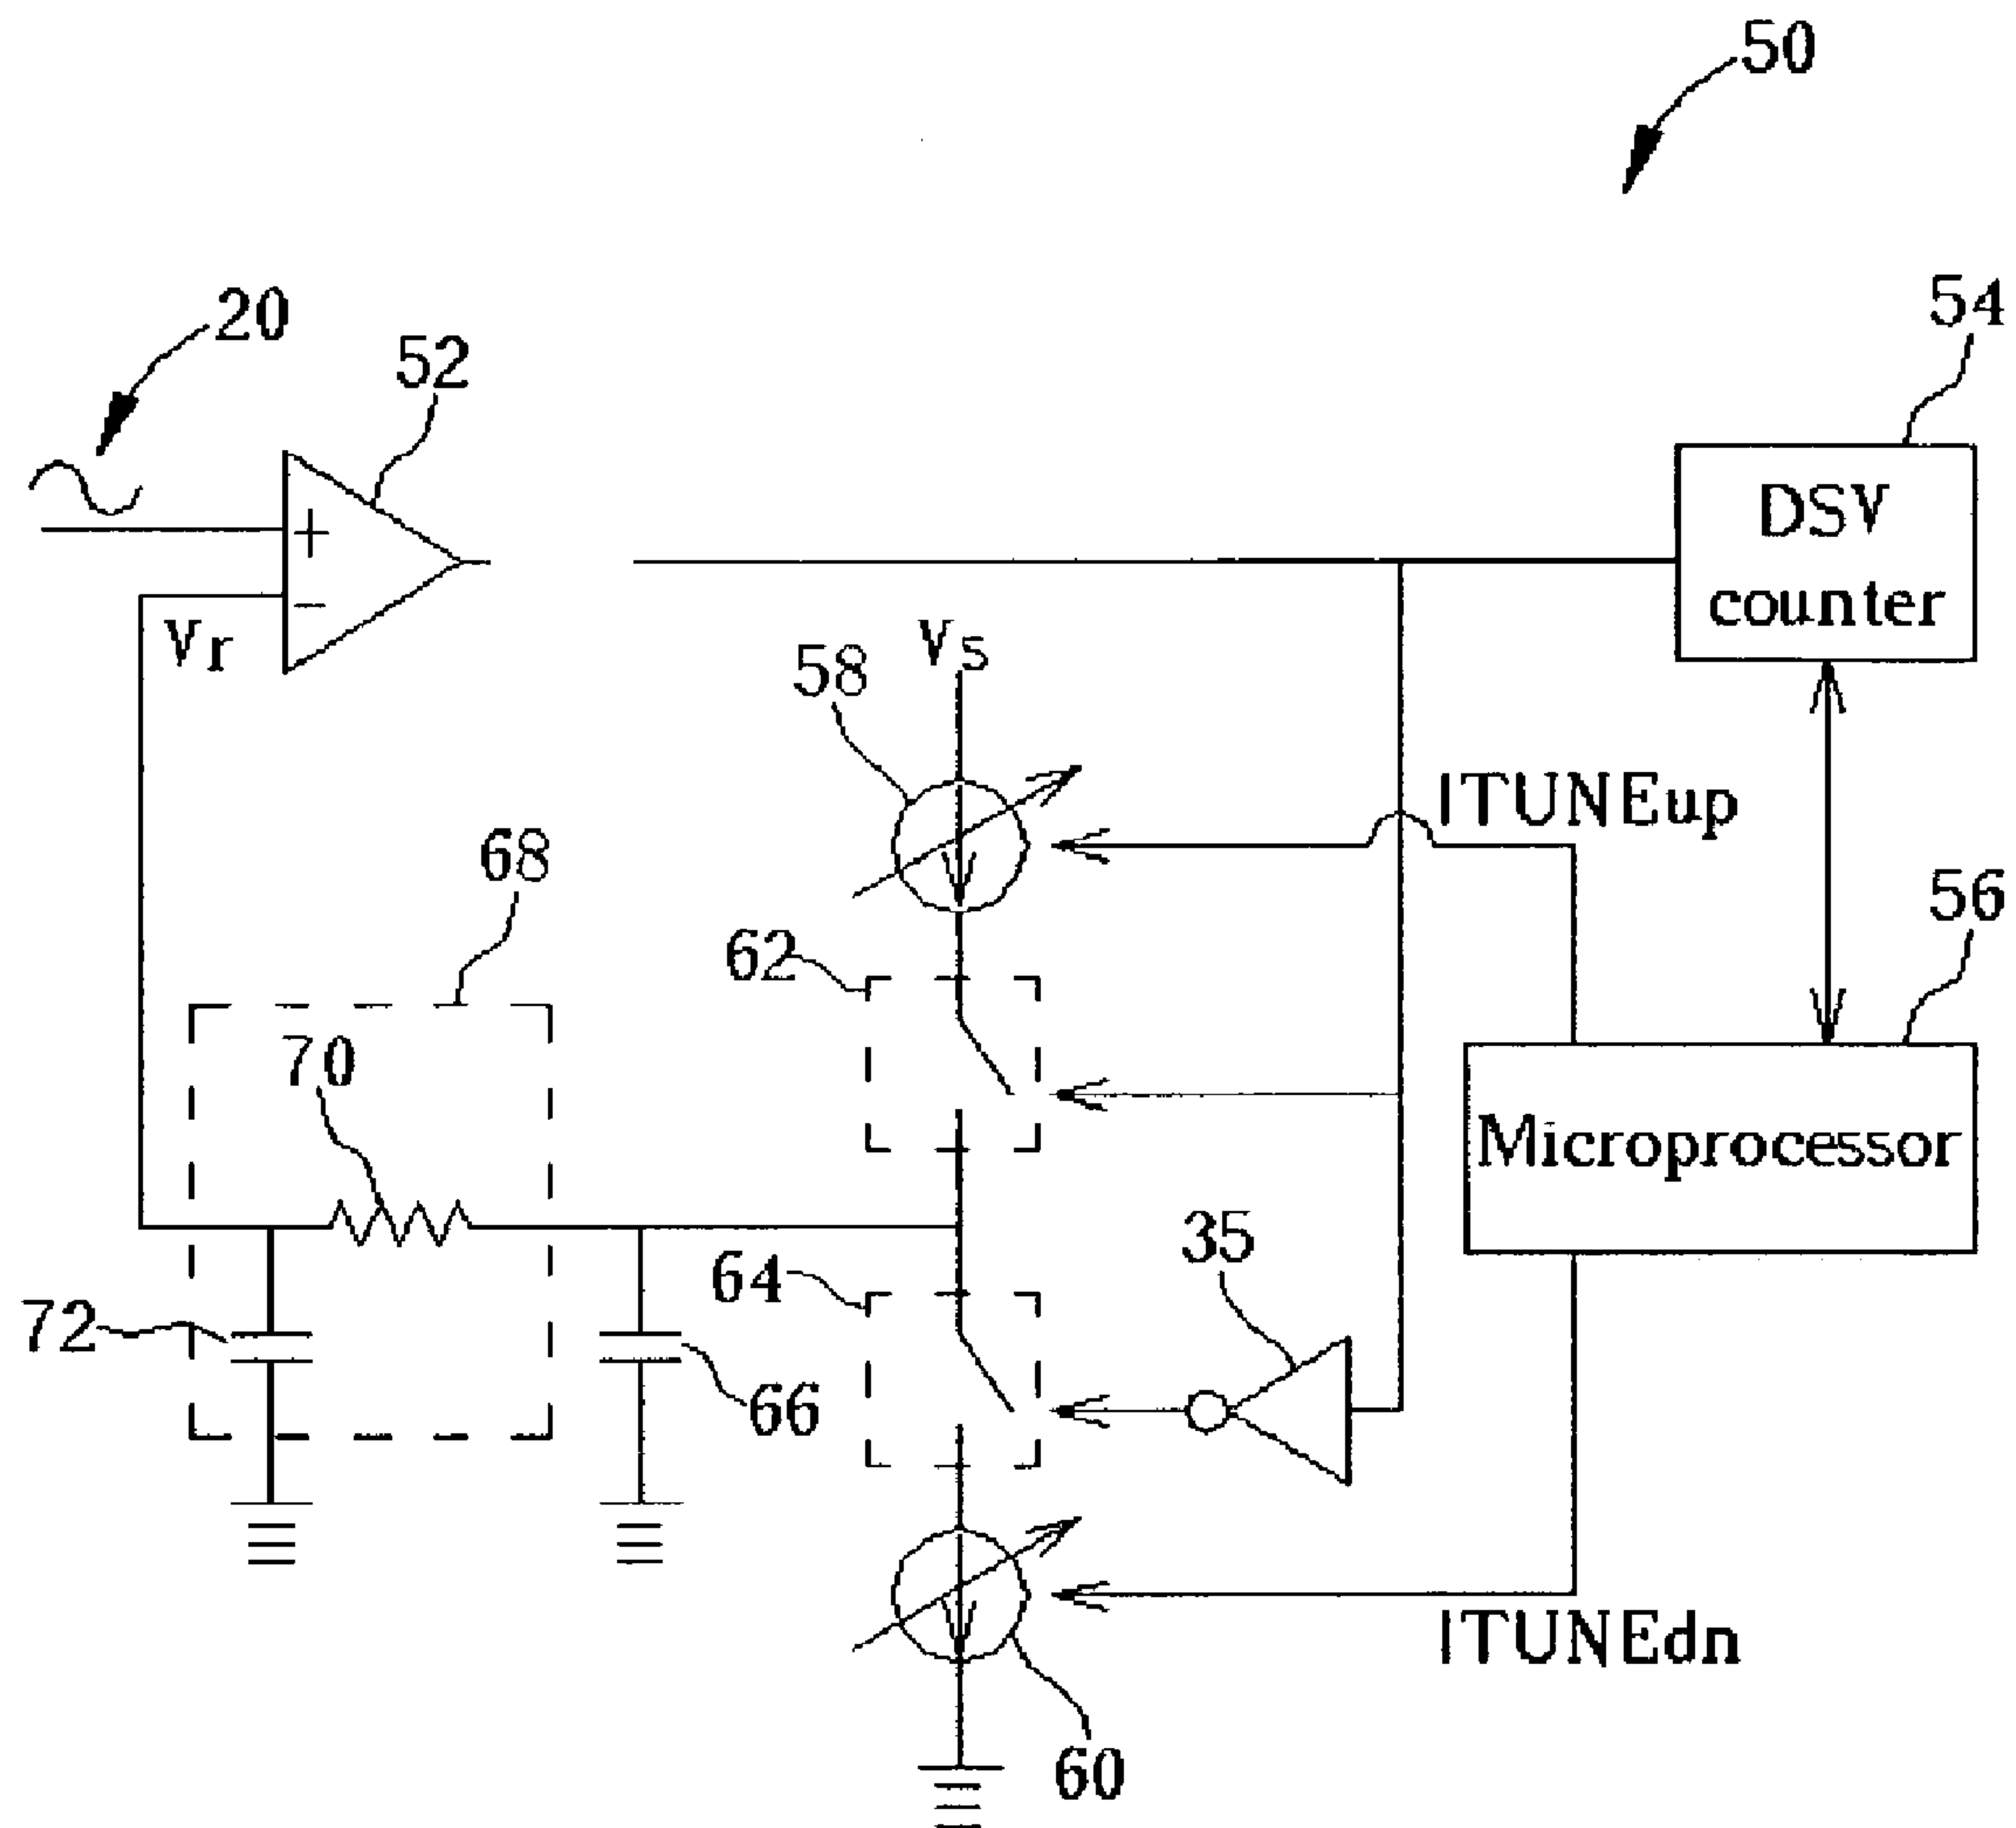 50
54
20
52
DSV
counter
Vr
58
Vs
ITUNEup
68
56
62
70
Microprocessor
35
64
72
66
ITUNEdn
60
+
−